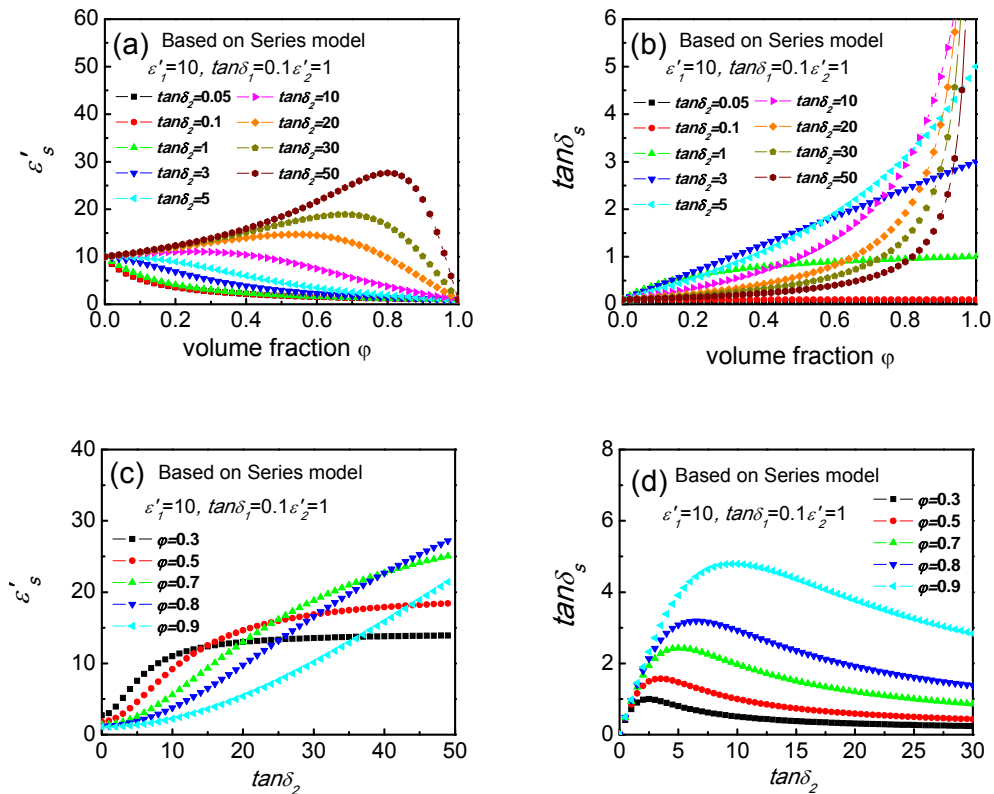 (a) Based on Series model
ε'₁=10, tanδ₁=0.1 ε'₂=1
tanδ₂=0.05
tanδ₂=0.1
tanδ₂=1
tanδ₂=3
tanδ₂=5
tanδ₂=10
tanδ₂=20
tanδ₂=30
tanδ₂=50
60
50
40
30
20
10
0
0.0 0.2 0.4 0.6 0.8 1.0
ε'ₛ
volume fraction φ
(b) Based on Series model
ε'₁=10, tanδ₁=0.1ε'₂=1
tanδ₂=0.05
tanδ₂=0.1
tanδ₂=1
tanδ₂=3
tanδ₂=5
tanδ₂=10
tanδ₂=20
tanδ₂=30
tanδ₂=50
6
5
4
3
2
1
0
0.0 0.2 0.4 0.6 0.8 1.0
tanδₛ
volume fraction φ
(c) Based on Series model
ε'₁=10, tanδ₁=0.1ε'₂=1
φ=0.3
φ=0.5
φ=0.7
φ=0.8
φ=0.9
40
30
20
10
0
0 10 20 30 40 50
ε'ₛ
tanδ₂
(d) Based on Series model
ε'₁=10, tanδ₁=0.1ε'₂=1
φ=0.3
φ=0.5
φ=0.7
φ=0.8
φ=0.9
8
6
4
2
0
0 5 10 15 20 25 30
tanδₛ
tanδ₂